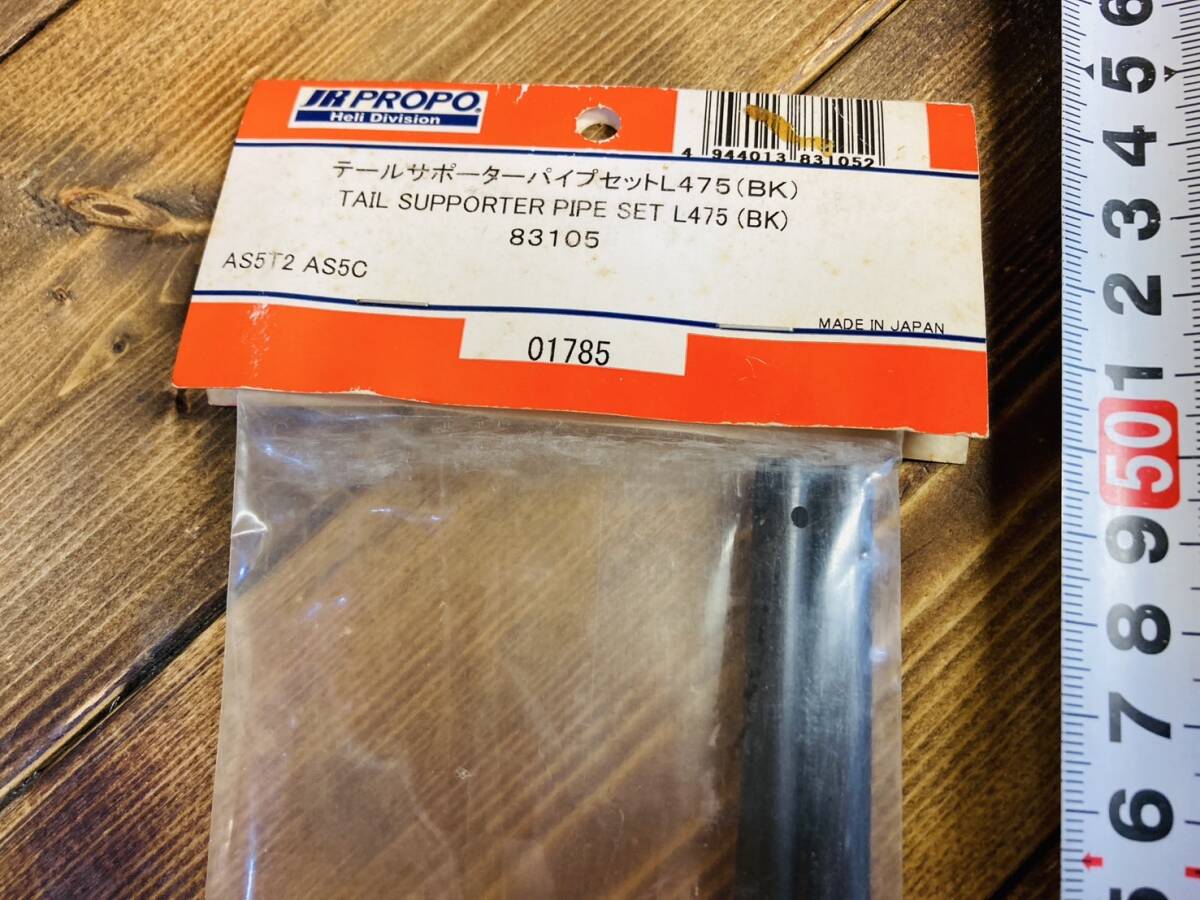 JR PROPO
Heli Division
4 944013 831052
テールサポーターパイプセットL475(BK)
TAIL SUPPORTER PIPE SET L475 (BK)
83105
AS5T2 AS5C
MADE IN JAPAN
01785
6
5
4
3
2
1
50
9
8
7
6
5